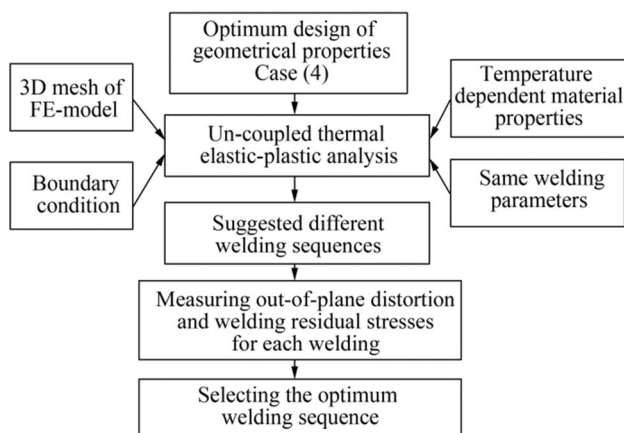 Optimum design of
geometrical properties
Case (4)
3D mesh of
FE-model
Temperature
dependent material
properties
Un-coupled thermal
elastic-plastic analysis
Boundary
condition
Same welding
parameters
Suggested different
welding sequences
Measuring out-of-plane distortion
and welding residual stresses
for each welding
Selecting the optimum
welding sequence